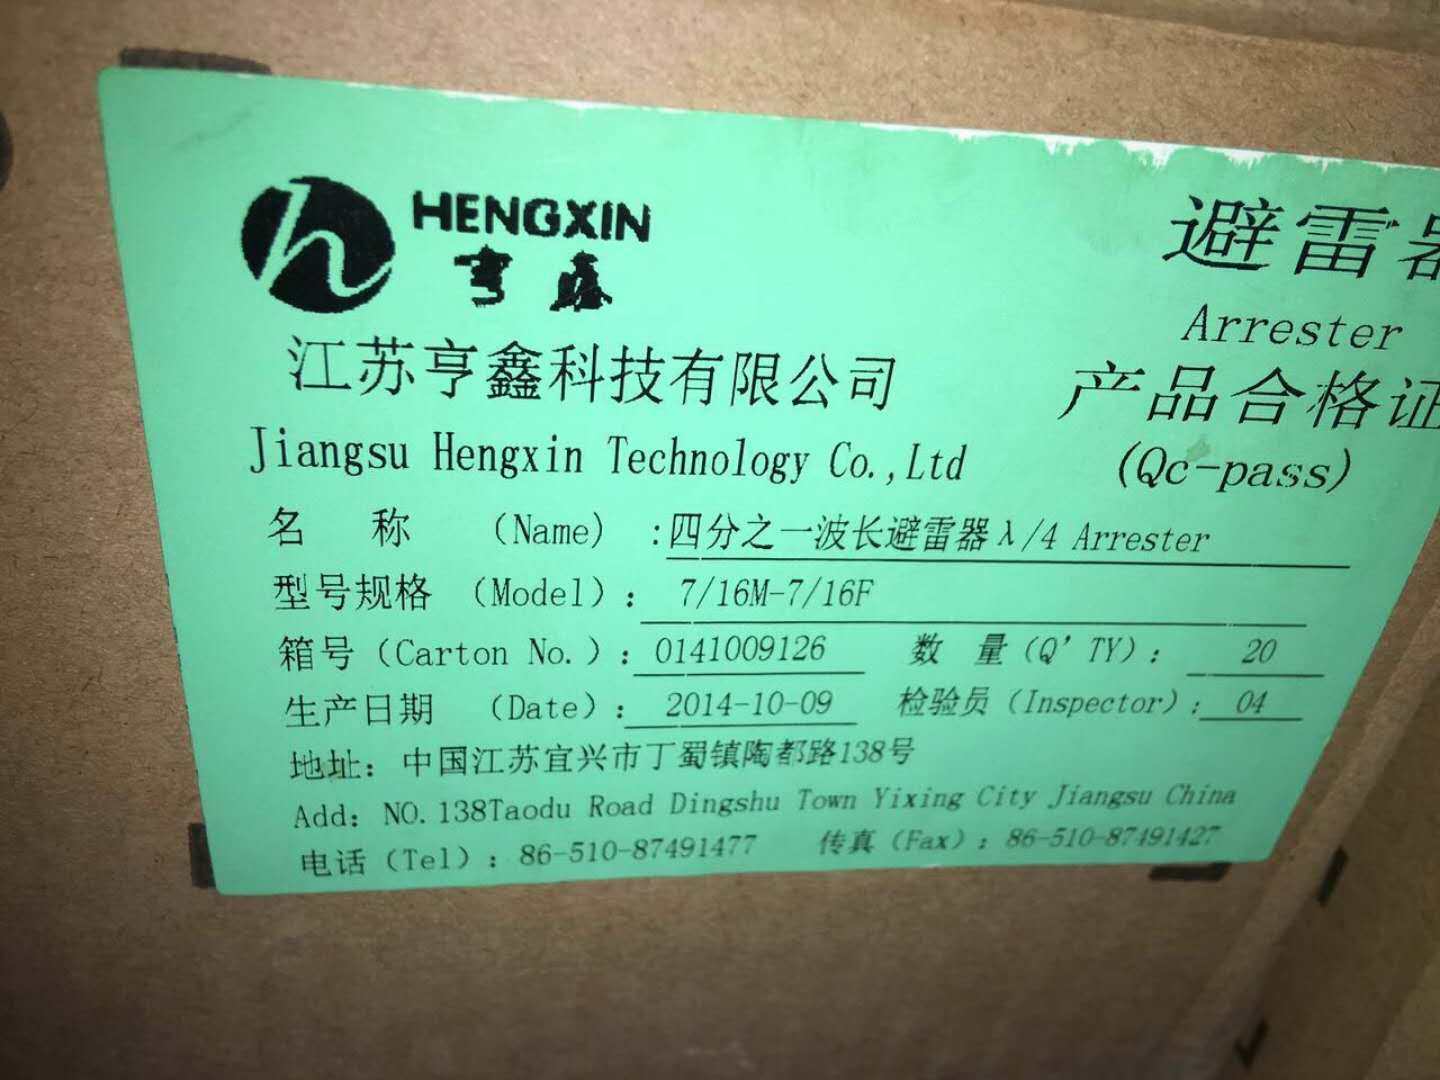 HENGXIN
亨鑫
避雷器
Arrester
江苏亨鑫科技有限公司
产品合格证
Jiangsu Hengxin Technology Co.,Ltd
(Qc-pass)
名 称 (Name) :四分之一波长避雷器λ/4 Arrester
型号规格 (Model): 7/16M-7/16F
箱号(Carton No.): 0141009126 数 量(Q'TY): 20
生产日期 (Date): 2014-10-09 检验员(Inspector): 04
地址: 中国江苏宜兴市丁蜀镇陶都路138号
Add: NO.138Taodu Road Dingshu Town Yixing City Jiangsu China
电话(Tel): 86-510-87491477 传真(Fax): 86-510-87491427